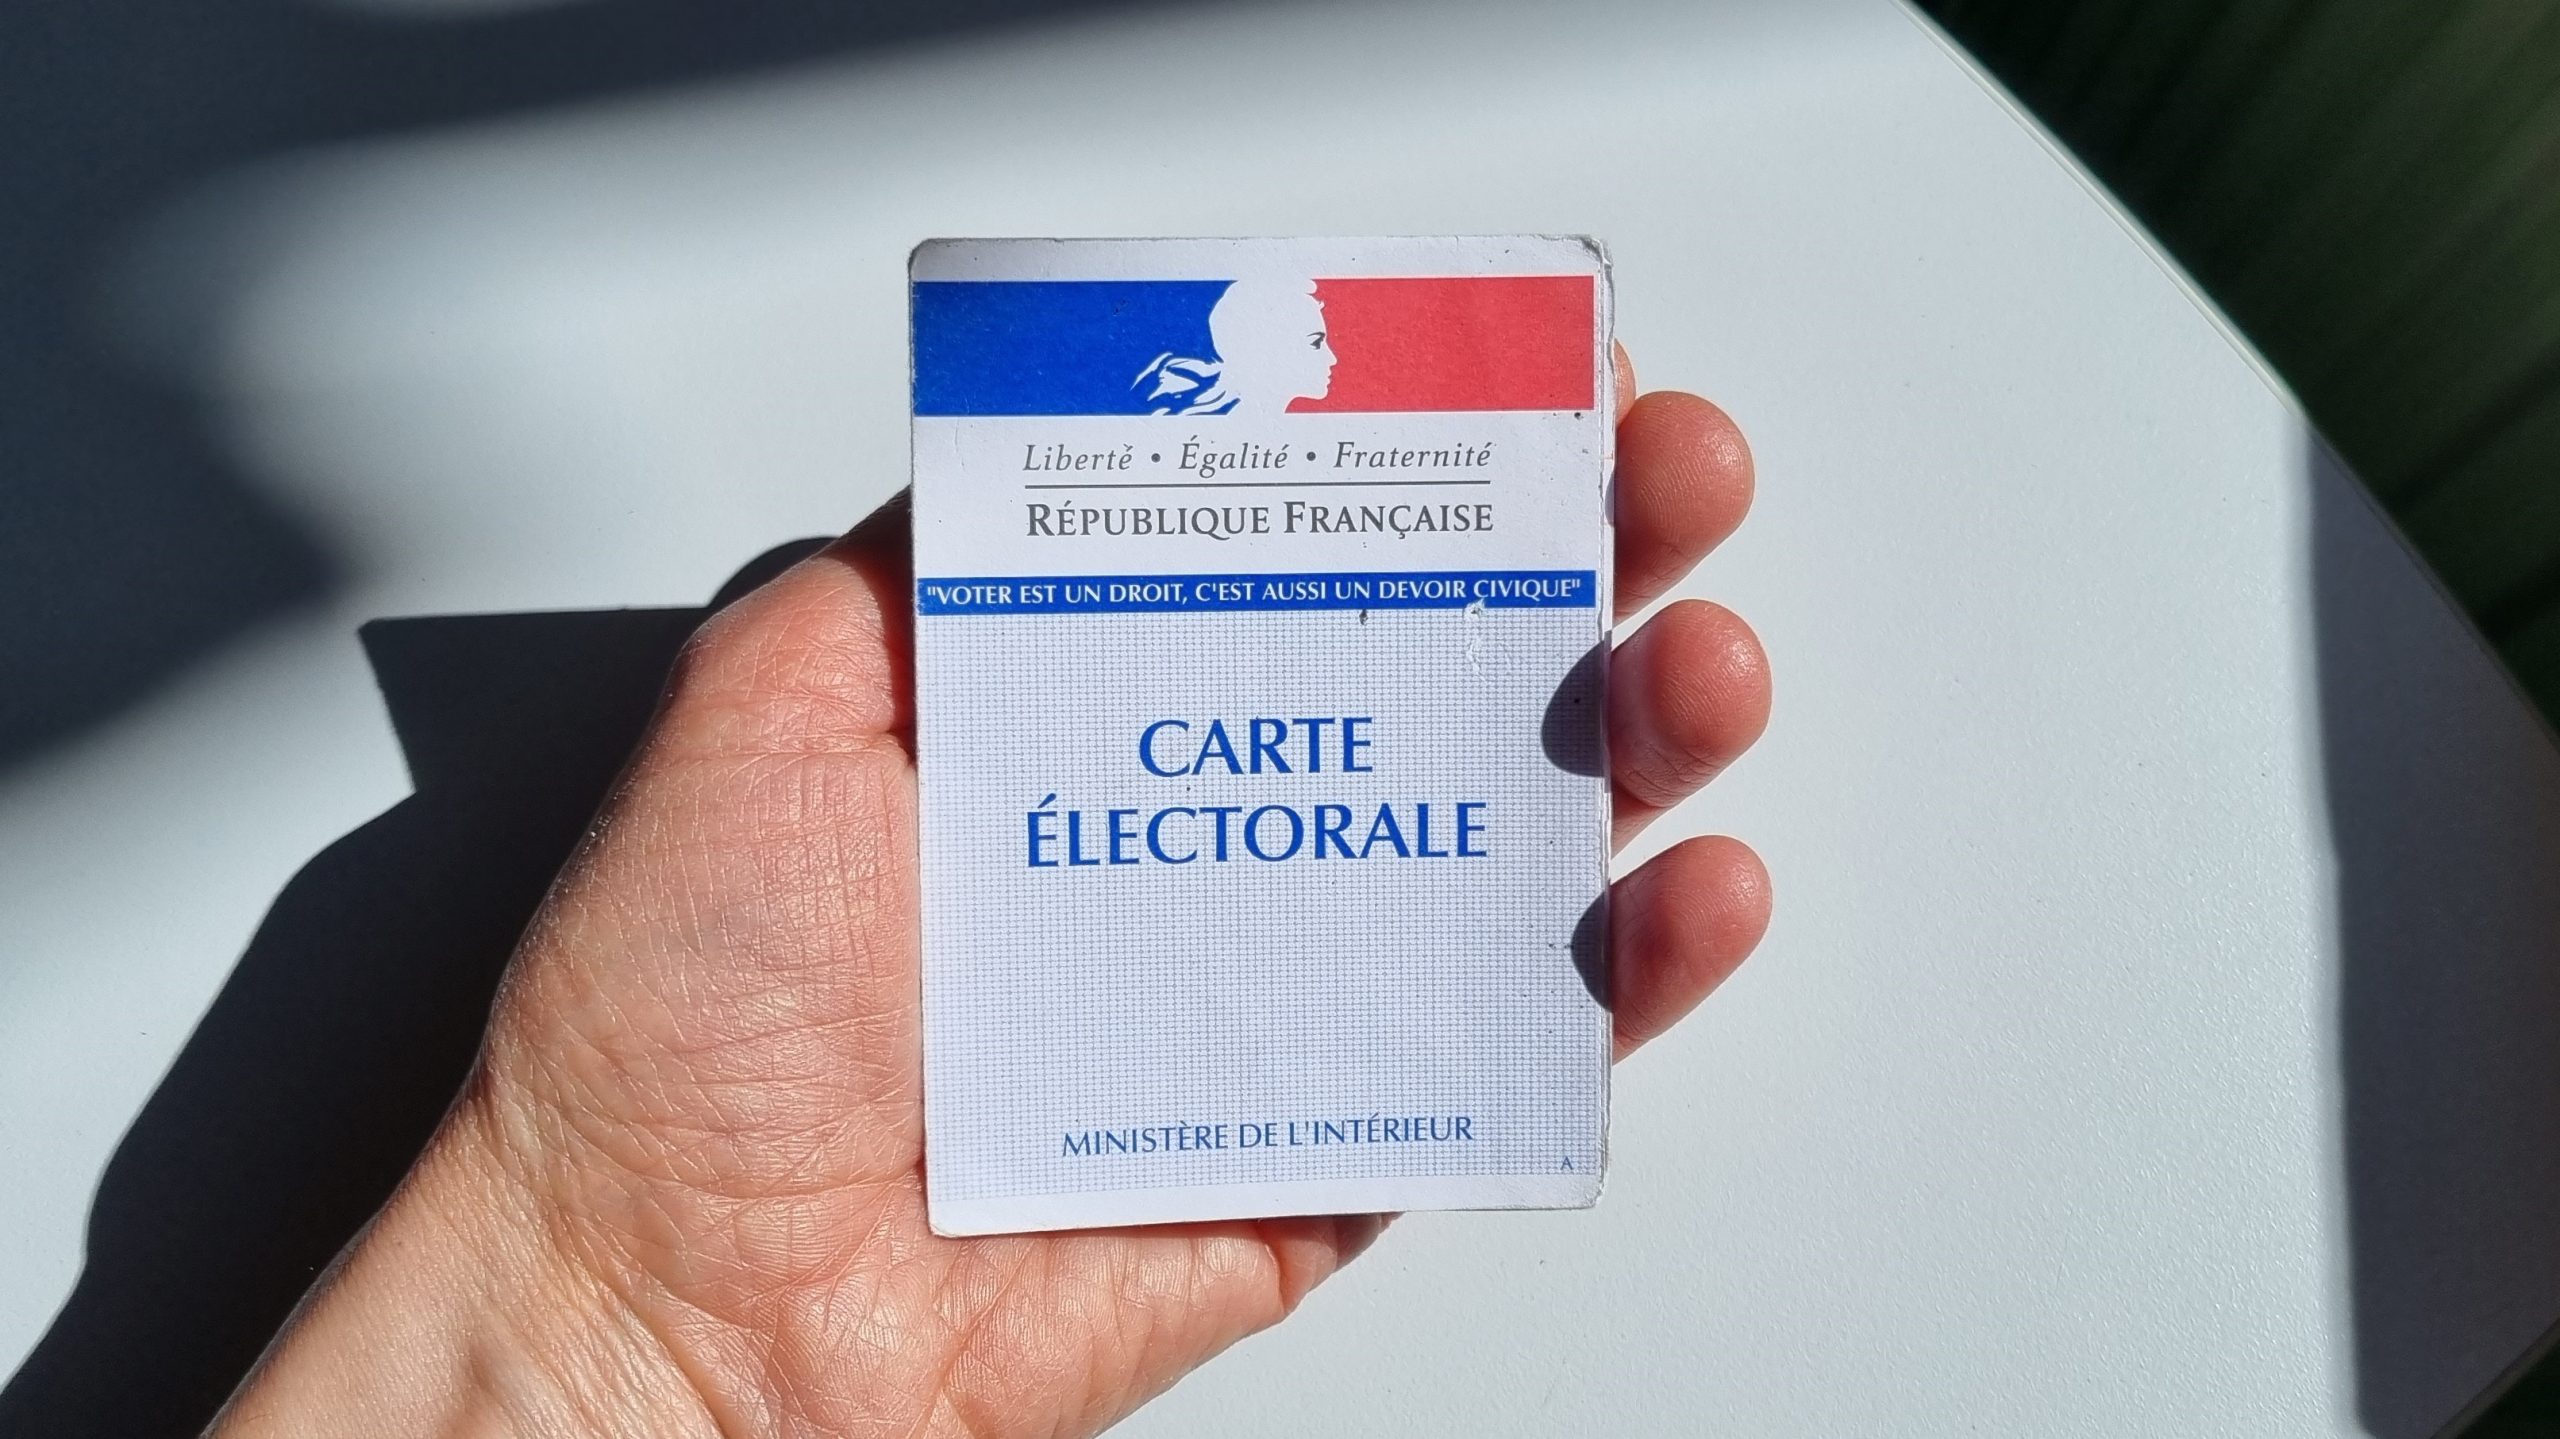 Liberté • Égalité • Fraternité
RÉPUBLIQUE FRANÇAISE
"VOTER EST UN DROIT, C'EST AUSSI UN DEVOIR CIVIQUE"
CARTE
ÉLECTORALE
MINISTÈRE DE L'INTÉRIEUR
A